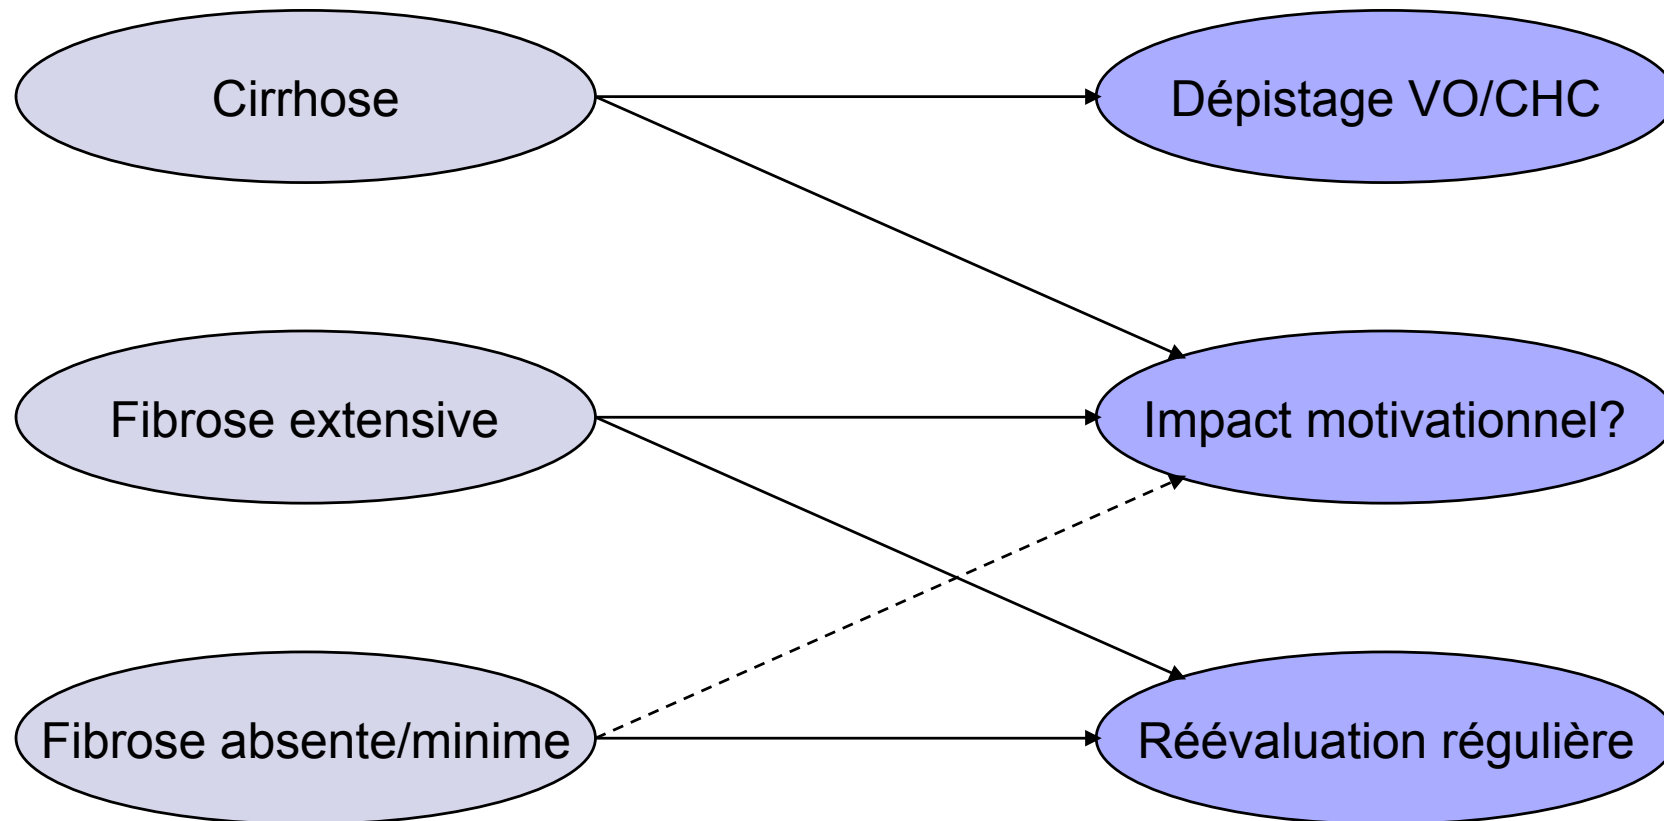 Cirrhose
Dépistage VO/CHC
Fibrose extensive
Impact motivationnel?
Fibrose absente/minime
Réévaluation régulière